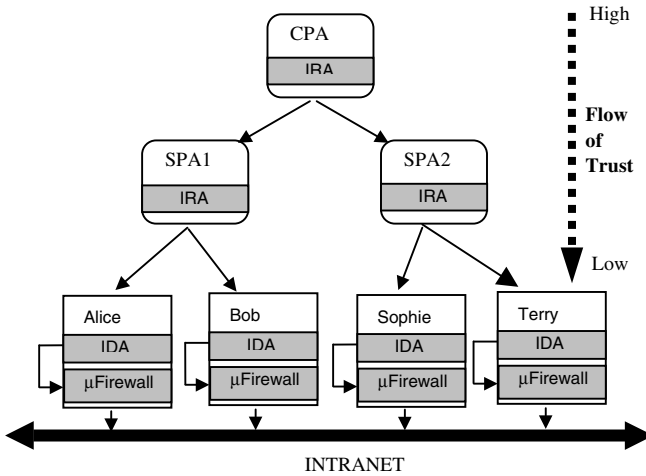 CPA
IRA
High
Flow
of
Trust
Low
SPA1
IRA
SPA2
IRA
Alice
IDA
μFirewall
Bob
IDA
μFirewall
Sophie
IDA
μFirewall
Terry
IDA
μFirewall
INTRANET